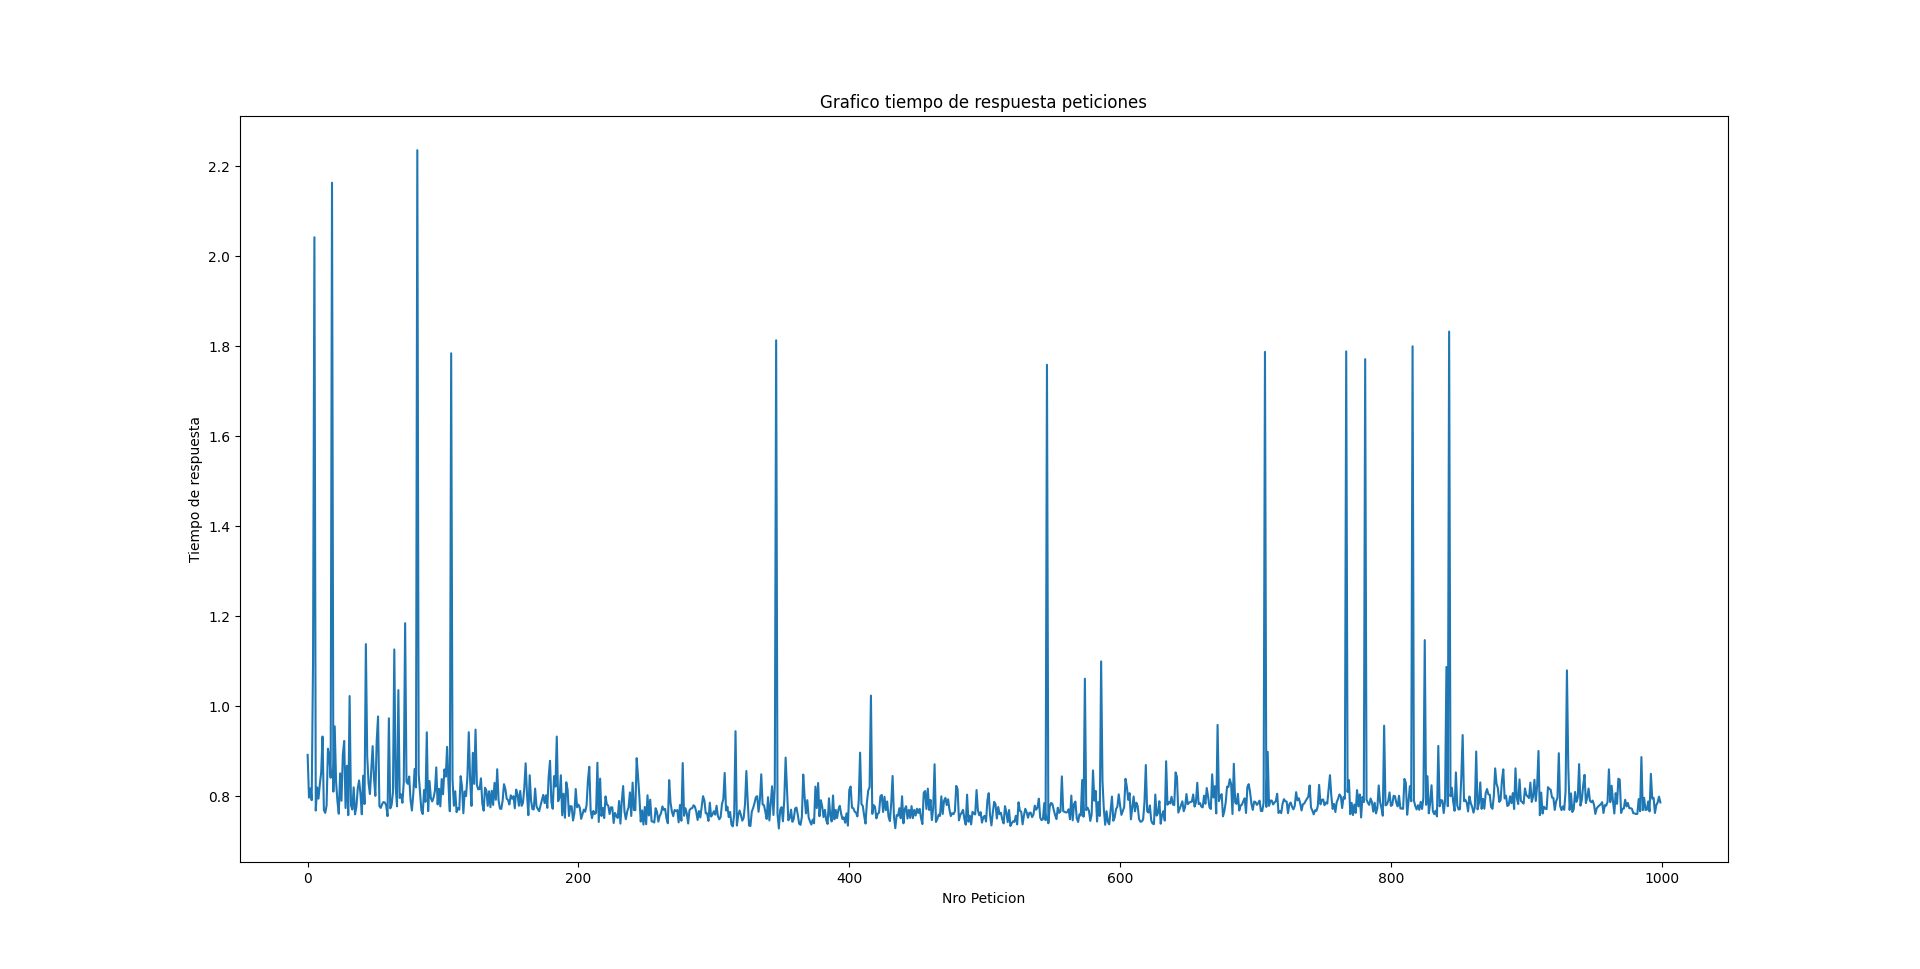 Grafico tiempo de respuesta peticiones
2.2
2.0
1.8
1.6
1.4
1.2
1.0
0.8
Tiempo de respuesta
0 200 400 600 800 1000
Nro Peticion